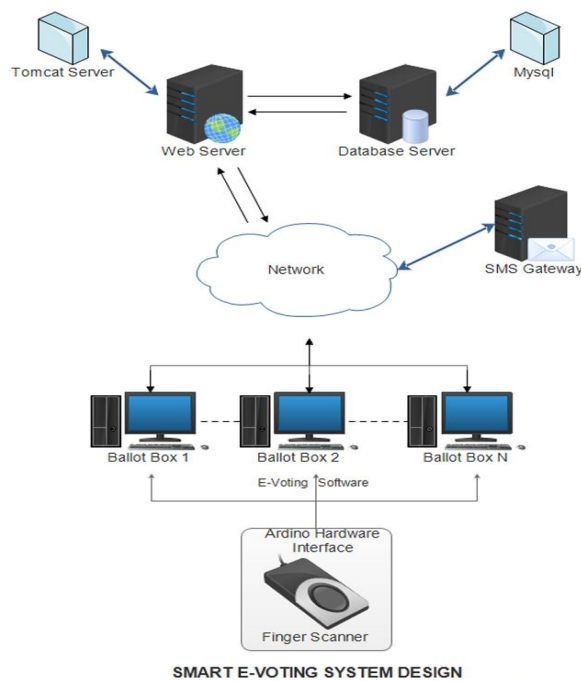 Tomcat Server
Mysql
Web Server
Database Server
Network
SMS Gateway
Ballot Box 1
Ballot Box 2
Ballot Box N
E-Voting Software
Ardino Hardware
Interface
Finger Scanner
SMART E-VOTING SYSTEM DESIGN